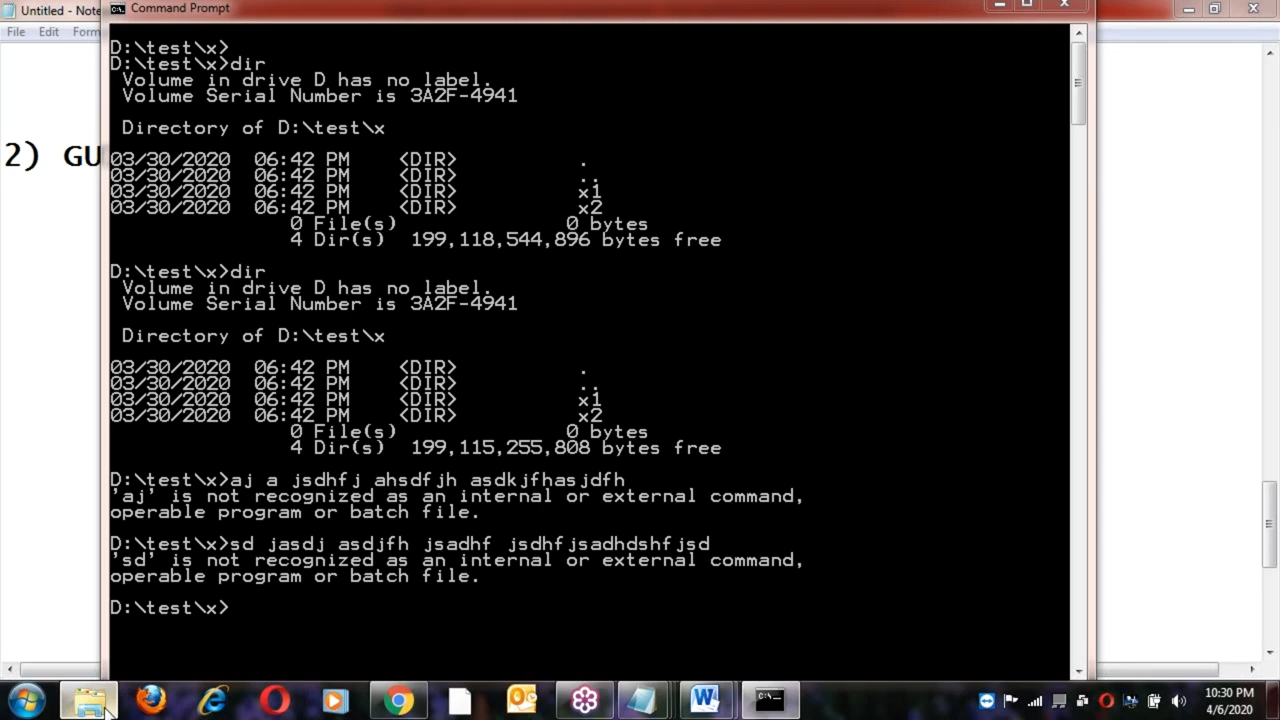 Untitled - Note
Command Prompt
File Edit Form
D:\test\x>
D:\test\x>dir
Volume in drive D has no label.
Volume Serial Number is 3A2F-4941
Directory of D:\test\x
2) GU
03/30/2020 06:42 PM <DIR> .
03/30/2020 06:42 PM <DIR> ..
03/30/2020 06:42 PM <DIR> x1
03/30/2020 06:42 PM <DIR> x2
0 File(s) 0 bytes
4 Dir(s) 199,118,544,896 bytes free
D:\test\x>dir
Volume in drive D has no label.
Volume Serial Number is 3A2F-4941
Directory of D:\test\x
03/30/2020 06:42 PM <DIR> .
03/30/2020 06:42 PM <DIR> ..
03/30/2020 06:42 PM <DIR> x1
03/30/2020 06:42 PM <DIR> x2
0 File(s) 0 bytes
4 Dir(s) 199,115,255,808 bytes free
D:\test\x>aj a jsdhfj ahsdfjh asdkjfhasjdfh
'aj' is not recognized as an internal or external command,
operable program or batch file.
D:\test\x>sd jasdj asdjfh jsadhf jsdhfjsadhdshfjsd
'sd' is not recognized as an internal or external command,
operable program or batch file.
D:\test\x>
10:30 PM
4/6/2020